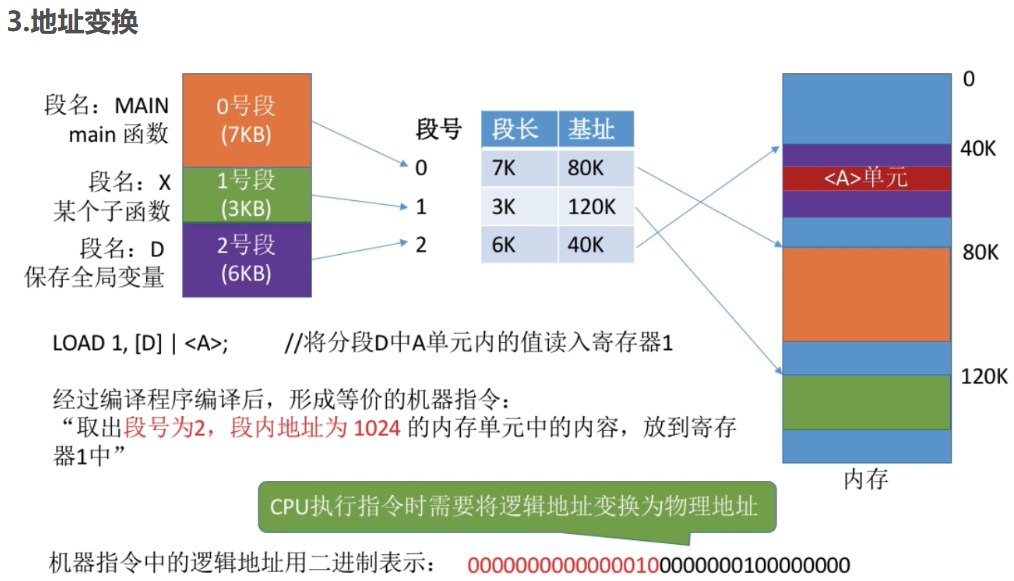 3.地址变换
段名：MAIN
main 函数
0号段
(7KB)
段名：X
某个子函数
1号段
(3KB)
段名：D
保存全局变量
2号段
(6KB)
段号 段长 基址
0 7K 80K
1 3K 120K
2 6K 40K
0
40K
<A>单元
80K
120K
内存
LOAD 1, [D] | <A>; //将分段D中A单元内的值读入寄存器1
经过编译程序编译后，形成等价的机器指令：
“取出段号为2，段内地址为 1024 的内存单元中的内容，放到寄存
器1中”
CPU执行指令时需要将逻辑地址变换为物理地址
机器指令中的逻辑地址用二进制表示： 00000000000000100000000100000000